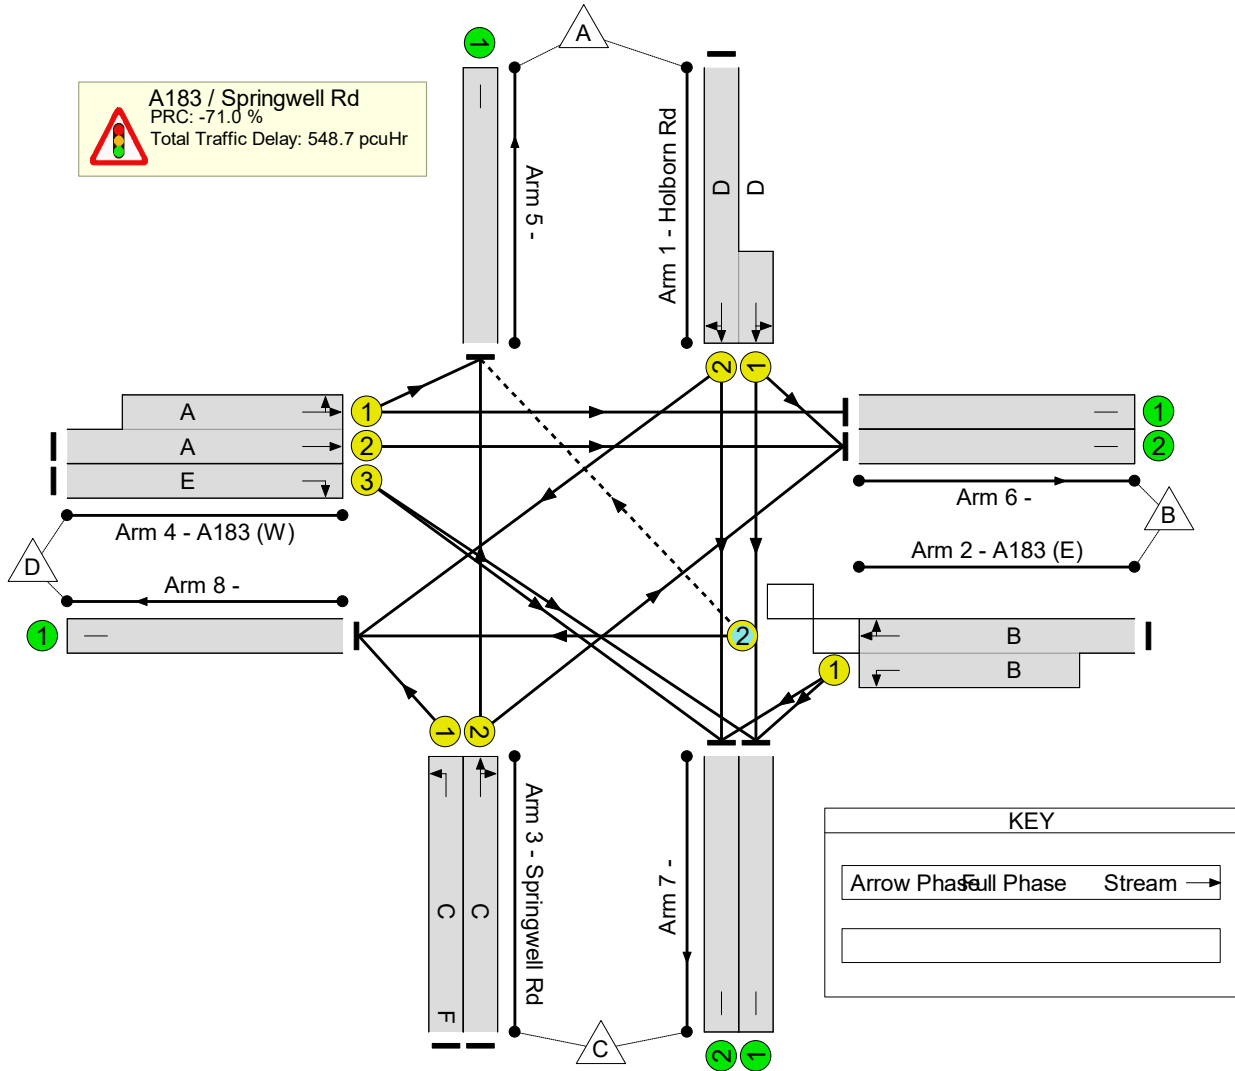 A
1
A183 / Springwell Rd
PRC: -71.0 %
Total Traffic Delay: 548.7 pcuHr
Arm 5 -
Arm 1 - Holborn Rd
D
D
2
1
A
1
1
A
2
2
E
3
Arm 4 - A183 (W)
Arm 6 -
B
D
Arm 2 - A183 (E)
Arm 8 -
1
2
B
1
B
1
2
C
C
F
Arm 3 - Springwell Rd
Arm 7 -
KEY
Arrow Phase Full Phase Stream
C
2
1